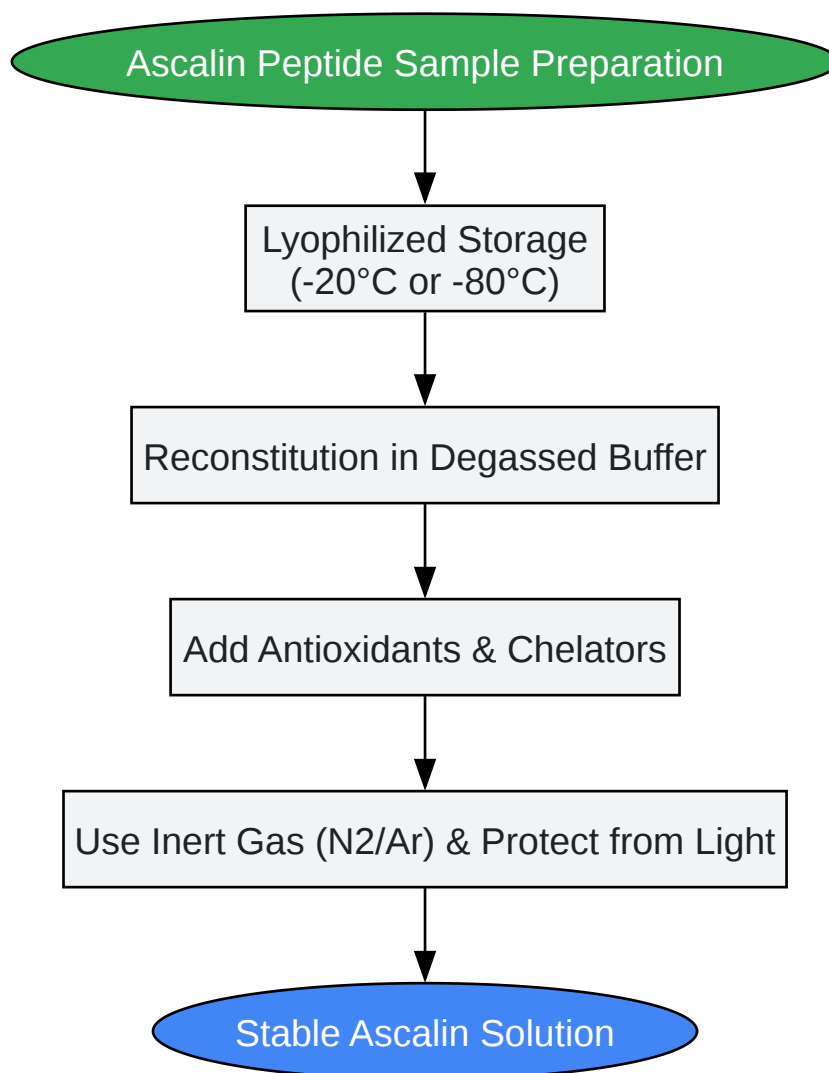 Ascalin Peptide Sample Preparation
Lyophilized Storage
(-20°C or -80°C)
Reconstitution in Degassed Buffer
Add Antioxidants & Chelators
Use Inert Gas (N2/Ar) & Protect from Light
Stable Ascalin Solution